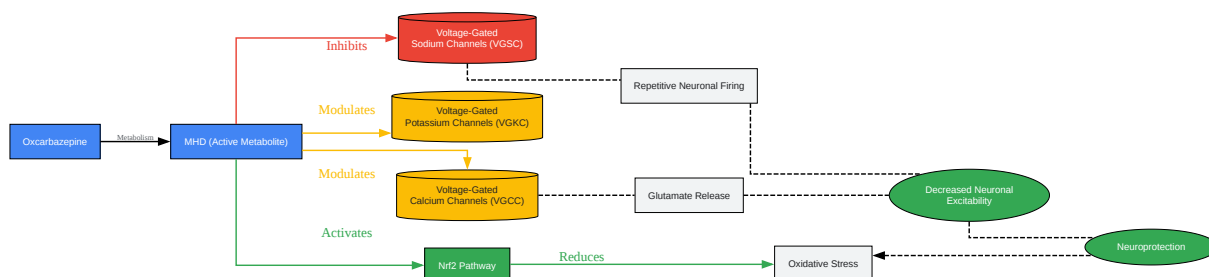 Voltage-Gated
Sodium Channels (VGSC)
Inhibits
Repetitive Neuronal Firing
Modulates
Voltage-Gated
Potassium Channels (VGKC)
Oxcarbazepine
Metabolism
MHD (Active Metabolite)
Modulates
Voltage-Gated
Calcium Channels (VGCC)
Glutamate Release
Decreased Neuronal
Excitability
Activates
Neuroprotection
Nrf2 Pathway
Reduces
Oxidative Stress